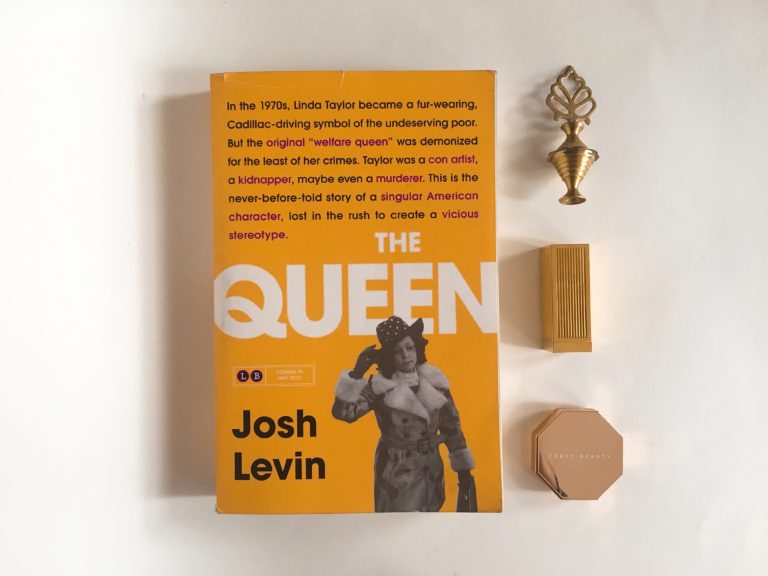 In the 1970s, Linda Taylor became a fur-wearing,
Cadillac-driving symbol of the undeserving poor.
But the original “welfare queen” was demonized
for the least of her crimes. Taylor was a con artist,
a kidnapper, maybe even a murderer. This is the
never-before-told story of a singular American
character, lost in the rush to create a vicious
stereotype.
THE
QUEEN
L B
COMING IN
MAY 2019
Josh
Levin
FENTY BEAUTY